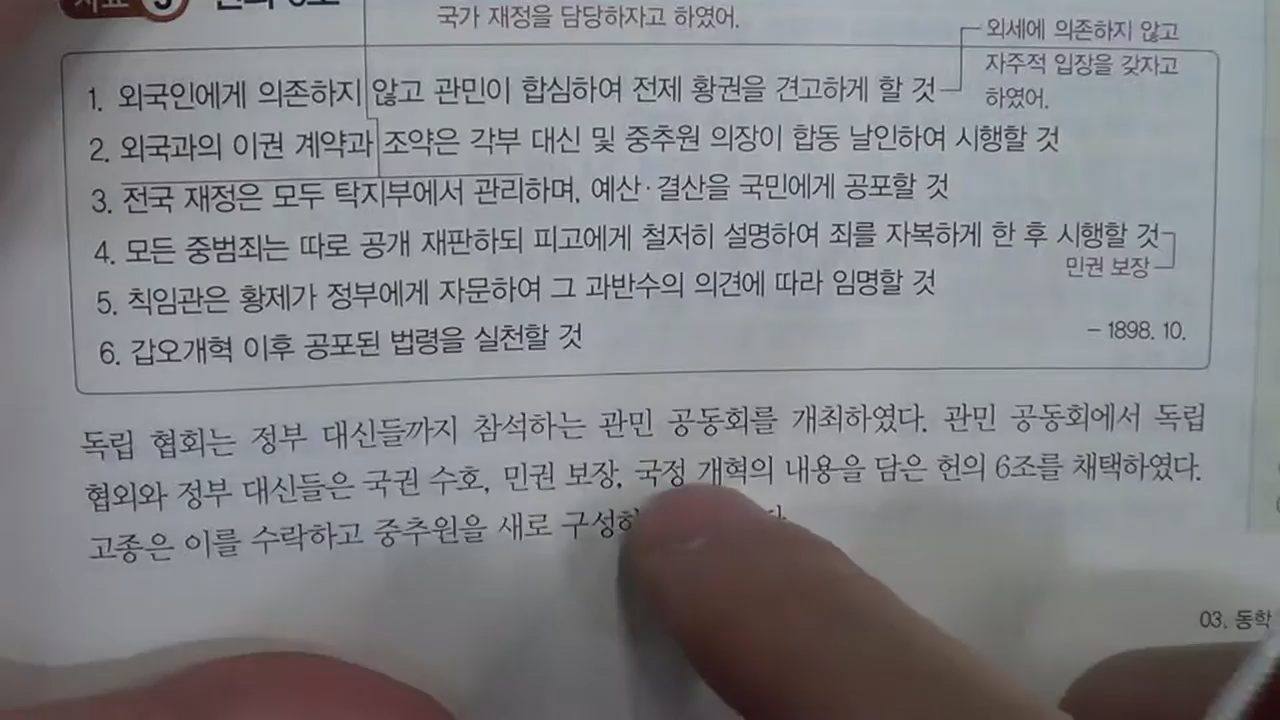 국가 재정을 담당하자고 하였어.
외세에 의존하지 않고
자주적 입장을 갖자고
하였어.
1. 외국인에게 의존하지 않고 관민이 합심하여 전제 황권을 견고하게 할 것
2. 외국과의 이권 계약과 조약은 각부 대신 및 중추원 의장이 합동 날인하여 시행할 것
3. 전국 재정은 모두 탁지부에서 관리하며, 예산·결산을 국민에게 공포할 것
4. 모든 중범죄는 따로 공개 재판하되 피고에게 철저히 설명하여 죄를 자복하게 한 후 시행할 것
민권 보장
5. 칙임관은 황제가 정부에게 자문하여 그 과반수의 의견에 따라 임명할 것
6. 갑오개혁 이후 공포된 법령을 실천할 것
- 1898. 10.
독립 협회는 정부 대신들까지 참석하는 관민 공동회를 개최하였다. 관민 공동회에서 독립
협회와 정부 대신들은 국권 수호, 민권 보장, 국정 개혁의 내용을 담은 헌의 6조를 채택하였다.
고종은 이를 수락하고 중추원을 새로
03. 동학